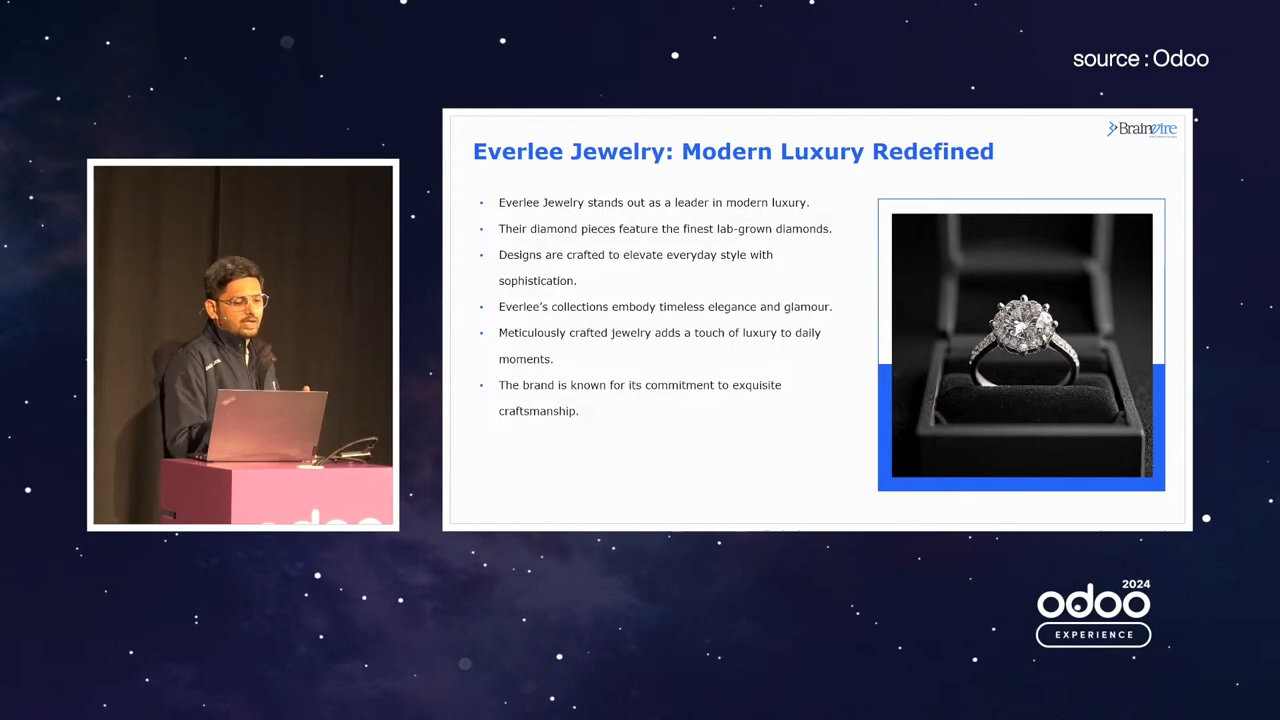 source : Odoo
Brainvire
Everlee Jewelry: Modern Luxury Redefined
• Everlee Jewelry stands out as a leader in modern luxury.
• Their diamond pieces feature the finest lab-grown diamonds.
• Designs are crafted to elevate everyday style with
sophistication.
• Everlee’s collections embody timeless elegance and glamour.
• Meticulously crafted jewelry adds a touch of luxury to daily
moments.
• The brand is known for its commitment to exquisite
craftsmanship.
odoo
2024
odoo
EXPERIENCE